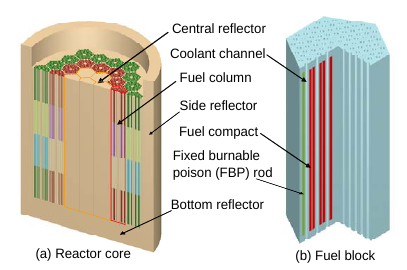 Central reflector
Coolant channel
Fuel column
Side reflector
Fuel compact
Fixed burnable
poison (FBP) rod
Bottom reflector
(a) Reactor core
(b) Fuel block